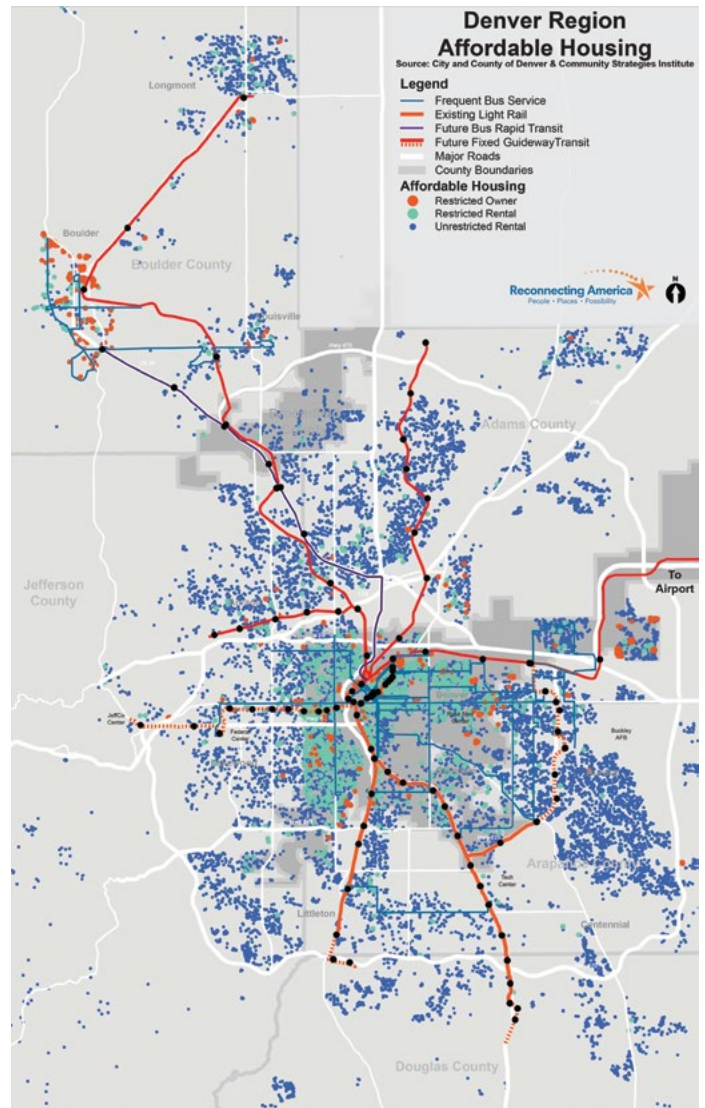 Denver Region
Affordable Housing
Source: City and County of Denver & Community Strategies Institute
Legend
Frequent Bus Service
Existing Light Rail
Future Bus Rapid Transit
Future Fixed GuidewayTransit
Major Roads
County Boundaries
Affordable Housing
Restricted Owner
Restricted Rental
Unrestricted Rental
Reconnecting America
People • Places • Possibility
N
Longmont
Boulder
Boulder County
Louisville
Adams County
Jefferson
County
To
Airport
JeffCo
Center
Federal
Center
Buckley
AFB
Tech
Center
Littleton
Centennial
Douglas County